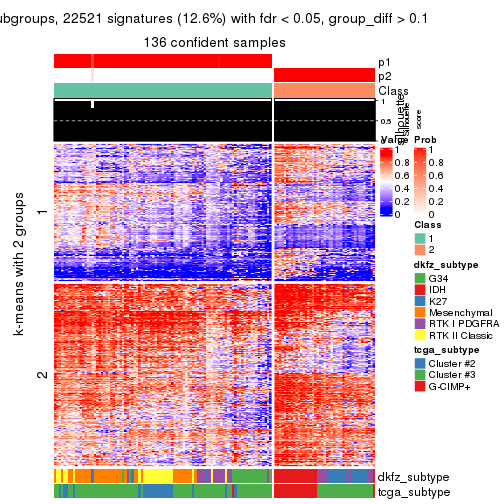 ubgroups, 22521 signatures (12.6%) with fdr < 0.05, group_diff > 0.1
136 confident samples
p1
p2
Class
1
0.5
0
Silhouette
score
k-means with 2 groups
1
2
Value
1
0.8
0.6
0.4
0.2
0
Prob
1
0.8
0.6
0.4
0.2
0
Class
1
2
dkfz_subtype
G34
IDH
K27
Mesenchymal
RTK I PDGFRA
RTK II Classic
tcga_subtype
Cluster #2
Cluster #3
G-CIMP+
dkfz_subtype
tcga_subtype